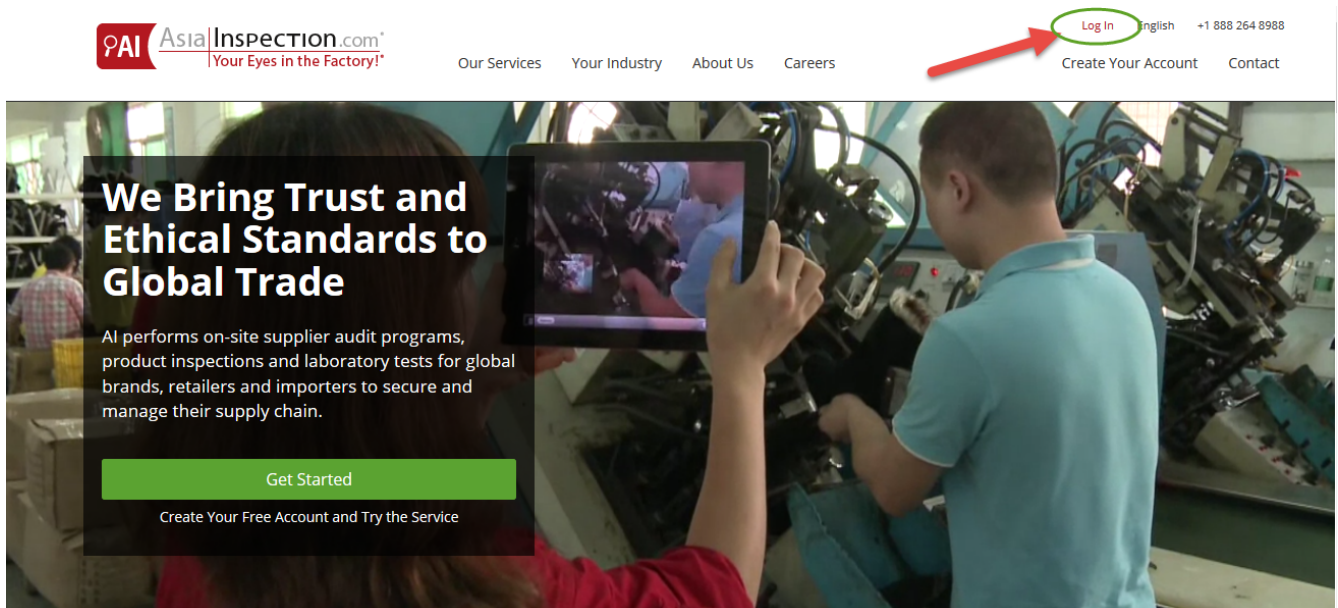 AI
AsiaInspection.com
Your Eyes in the Factory!
Log In
English
+1 888 264 8988
Our Services
Your Industry
About Us
Careers
Create Your Account
Contact
We Bring Trust and
Ethical Standards to
Global Trade
AI performs on-site supplier audit programs,
product inspections and laboratory tests for global
brands, retailers and importers to secure and
manage their supply chain.
Get Started
Create Your Free Account and Try the Service